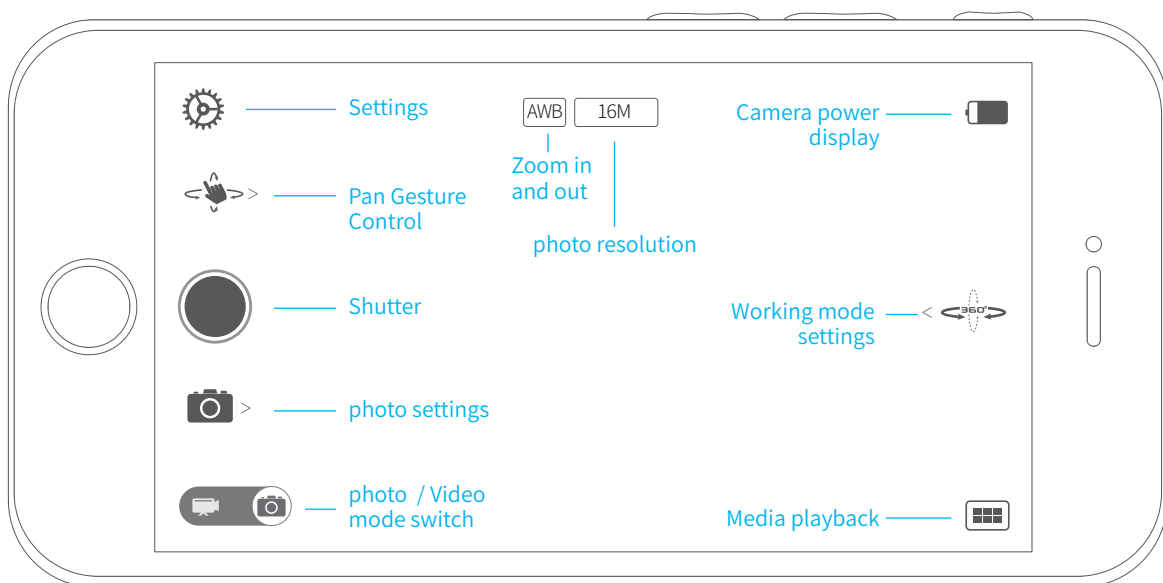 Settings
AWB
16M
Camera power
display
Zoom in
and out
Pan Gesture
Control
photo resolution
Shutter
Working mode
settings
< 360°
photo settings
photo / Video
mode switch
Media playback